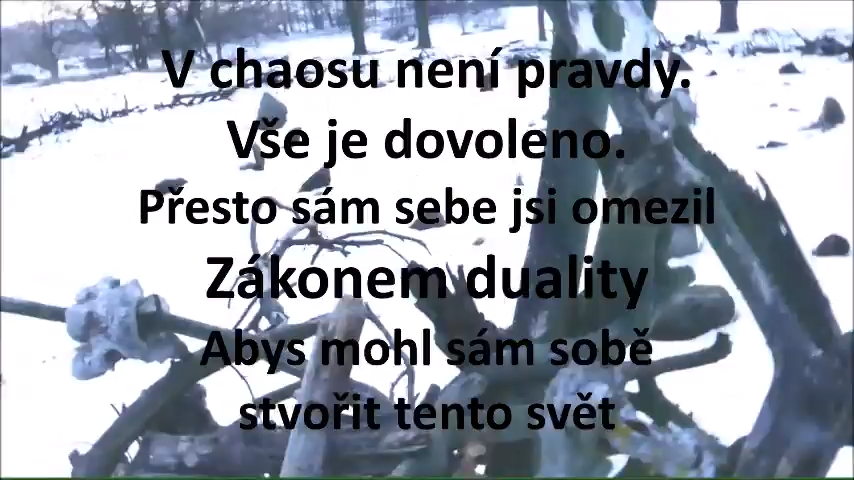 V chaosu není pravdy.
Vše je dovoleno.
Přesto sám sebe jsi omezil
Zákonem duality
Abys mohl sám sobě
stvořit tento svět